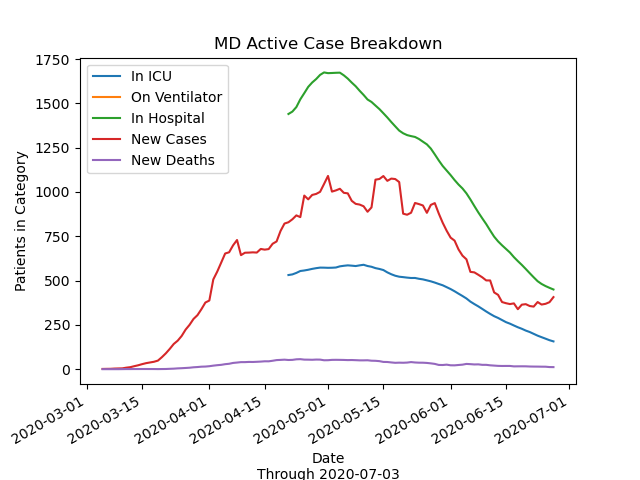 MD Active Case Breakdown
In ICU
On Ventilator
In Hospital
New Cases
New Deaths
Patients in Category
1750
1500
1250
1000
750
500
250
0
2020-03-01
2020-03-15
2020-04-01
2020-04-15
2020-05-01
2020-05-15
2020-06-01
2020-06-15
2020-07-01
Date
Through 2020-07-03